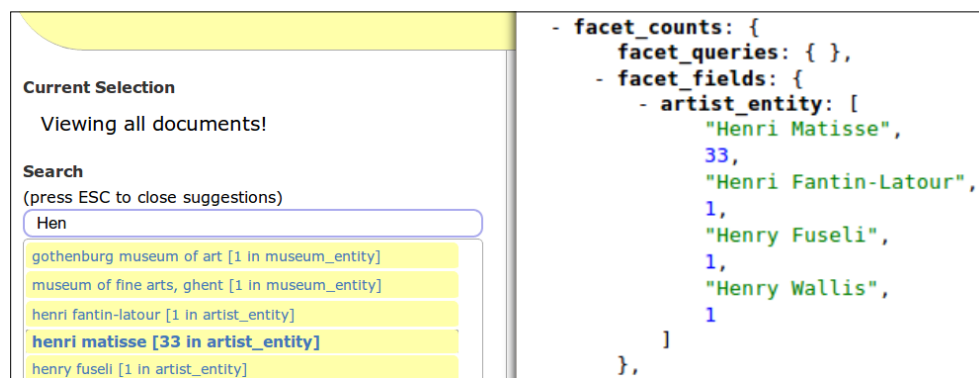 Current Selection
Viewing all documents!
Search
(press ESC to close suggestions)
Hen
gothenburg museum of art [1 in museum_entity]
museum of fine arts, ghent [1 in museum_entity]
henri fantin-latour [1 in artist_entity]
henri matisse [33 in artist_entity]
henry fuseli [1 in artist_entity]
- facet_counts: {
facet_queries: { },
- facet_fields: {
- artist_entity: [
"Henri Matisse",
33,
"Henri Fantin-Latour",
1,
"Henry Fuseli",
1,
"Henry Wallis",
1
]
},